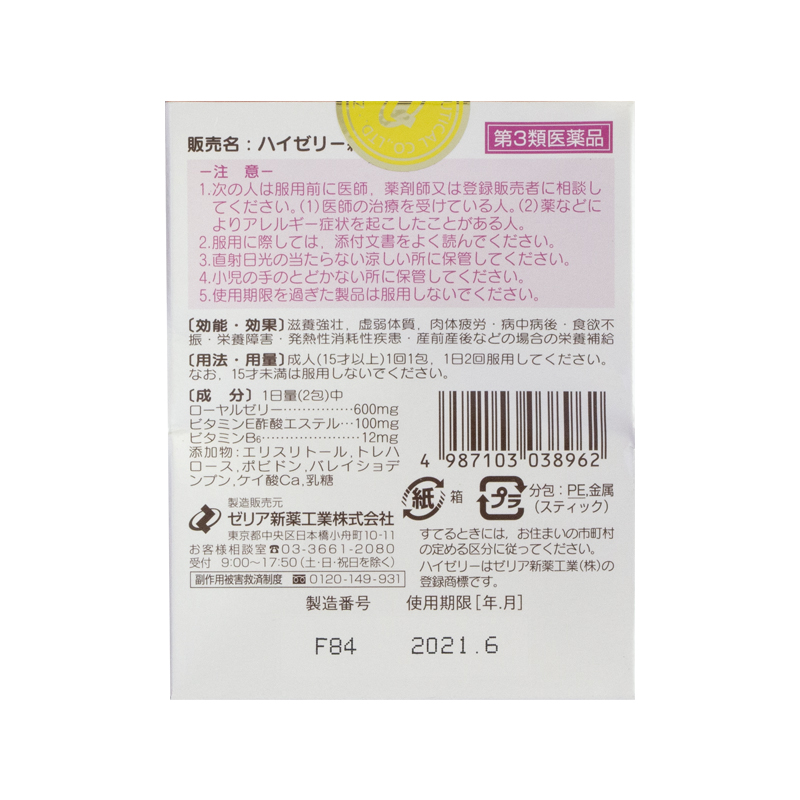 販売名：ハイゼリー
第3類医薬品
ー注　意ー
1.次の人は服用前に医師，薬剤師又は登録販売者に相談し
てください。(1)医師の治療を受けている人。(2)薬などに
よりアレルギー症状を起こしたことがある人。
2.服用に際しては，添付文書をよく読んでください。
3.直射日光の当たらない涼しい所に保管してください。
4.小児の手のとどかない所に保管してください。
5.使用期限を過ぎた製品は服用しないでください。
〔効能・効果〕滋養強壮，虚弱体質，肉体疲労・病中病後・食欲不
振・栄養障害・発熱性消耗性疾患・産前産後などの場合の栄養補給
〔用法・用量〕成人(15才以上)1回1包，1日2回服用してください。
なお，15才未満は服用しないでください。
〔成　分〕1日量(2包)中
ローヤルゼリー……………600mg
ビタミンE酢酸エステル…100mg
ビタミンB₆………………12mg
添加物：エリスリトール，トレハ
ロース，ポビドン，バレイショデ
ンプン，ケイ酸Ca，乳糖
4 987103 038962
紙 箱
プラ 分包：PE,金属
(スティック)
製造販売元
ゼリア新薬工業株式会社
東京都中央区日本橋小舟町10-11
お客様相談室☎03-3661-2080
受付 9:00〜17:50(土・日・祝日を除く)
副作用被害救済制度 0120-149-931
すてるときには，お住まいの市町村
の定める区分に従ってください。
ハイゼリーはゼリア新薬工業(株)の
登録商標です。
製造番号　使用期限[年.月]
F84　2021.6